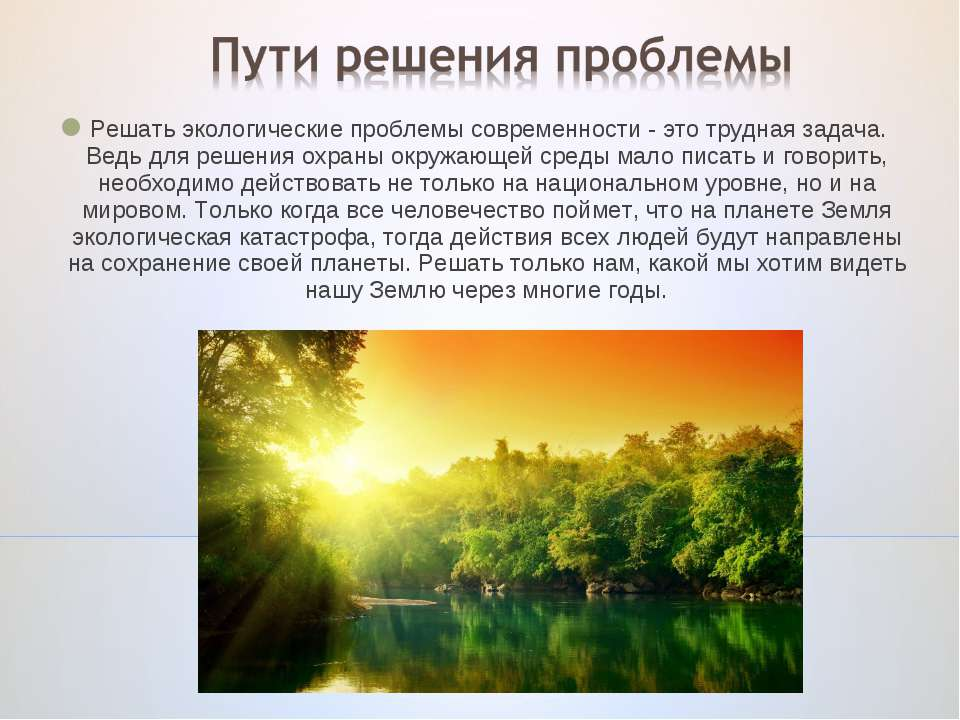 Пути решения проблемы
Решать экологические проблемы современности - это трудная задача.
Ведь для решения охраны окружающей среды мало писать и говорить,
необходимо действовать не только на национальном уровне, но и на
мировом. Только когда все человечество поймет, что на планете Земля
экологическая катастрофа, тогда действия всех людей будут направлены
на сохранение своей планеты. Решать только нам, какой мы хотим видеть
нашу Землю через многие годы.